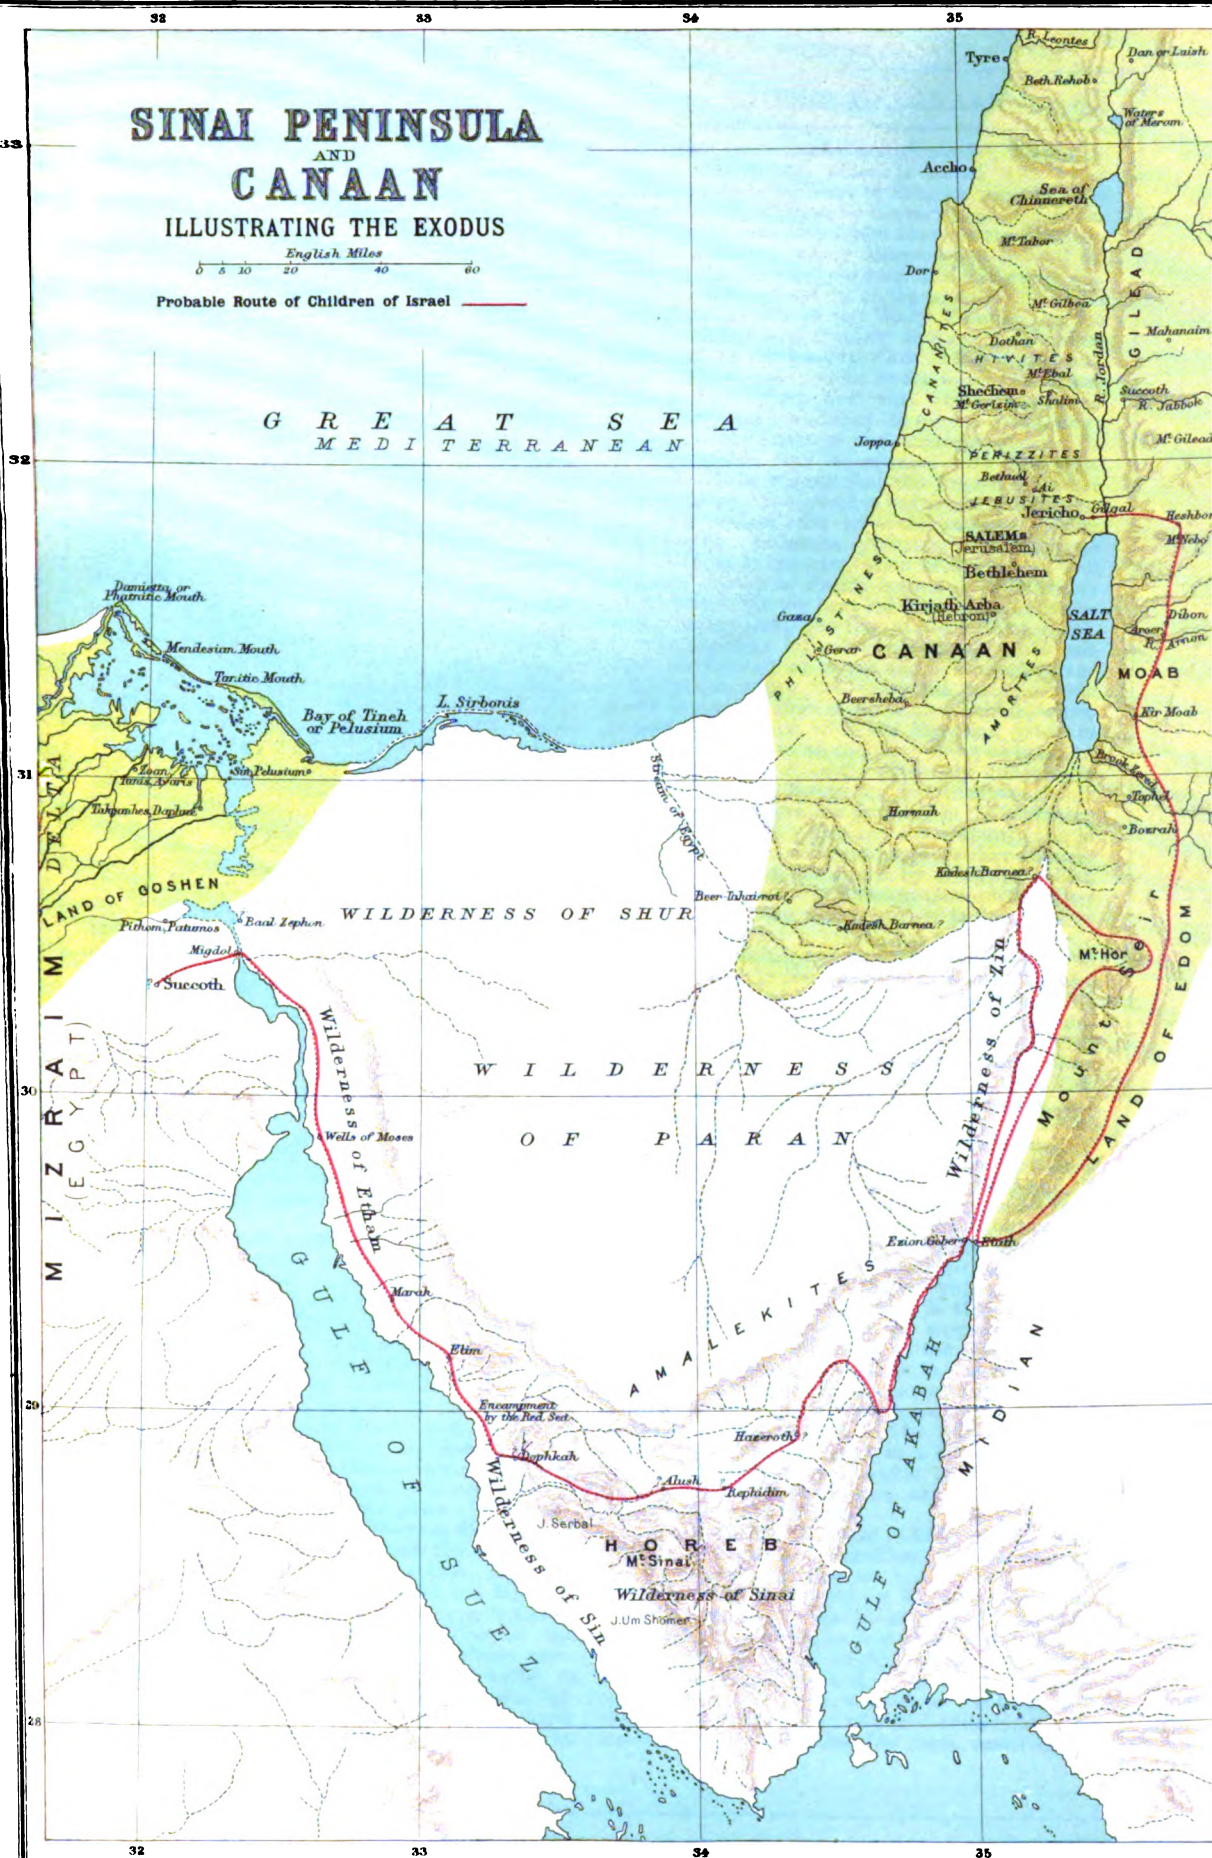 32 33 34 35
SINAI PENINSULA
AND
CANAAN
ILLUSTRATING THE EXODUS
English Miles
0 5 10 20 40 60
Probable Route of Children of Israel
R. Leontes
Tyre
Dan or Laish
Beth Rehob
Waters
of Merom
33
Accho
Sea of
Chinnereth
Mt. Tabor
Dor
GILEAD
Mt. Gilboa
CANANITES
Mahanaim
Dothan
HIVITES
Mt. Ebal
R. Jordan
Shechem
Shalim
Succoth
Mt. Gerizim
R. Jabbok
GREAT SEA
MEDITERRANEAN
Joppa
Mt. Gilead
32
PERIZZITES
Bethuel
Ai
JEBUSITES
Jericho
Gilgal
Heshbon
SALEM
(Jerusalem)
Mt. Nebo
Bethlehem
PHILISTINES
Damietta or
Phatnitic Mouth
Kirjath Arba
(Hebron)
Gaza
SALT
SEA
Dibon
Aroer
R. Arnon
Mendesian Mouth
Gerar
CANAAN
MOAB
Tanitic Mouth
AMORITES
Beersheba
L. Sirbonis
Kir Moab
Bay of Tineh
or Pelusium
Stream of Egypt
Brook Zered
31
Zoan
Tanis, Avaris
Sin, Pelusium
DELTA
Tahpanhes, Daphne
Tophel
Hormah
Bozrah
LAND OF GOSHEN
Kadesh Barnea?
Beer-lahairoi?
WILDERNESS OF SHUR
Pithom, Patumos
Baal Zephon
Kadesh Barnea?
Migdol
Mt. Hor
? Succoth
Mount Seir
LAND OF EDOM
MIZRAIM
(EGYPT)
Wilderness of Etham
Wilderness of Zin
WILDERNESS
30
OF PARAN
Wells of Moses
Ezion Geber
Elath
AMALEKITES
Marah
GULF OF SUEZ
Elim
MIDIAN
29
Encampment
by the Red Sea
GULF OF AKABAH
Hazeroth?
Dophkah
Wilderness of Sin
Alush
Rephidim
J. Serbal
HOREB
Mt. Sinai
Wilderness of Sinai
J. Um Shomer
28
32 33 34 35